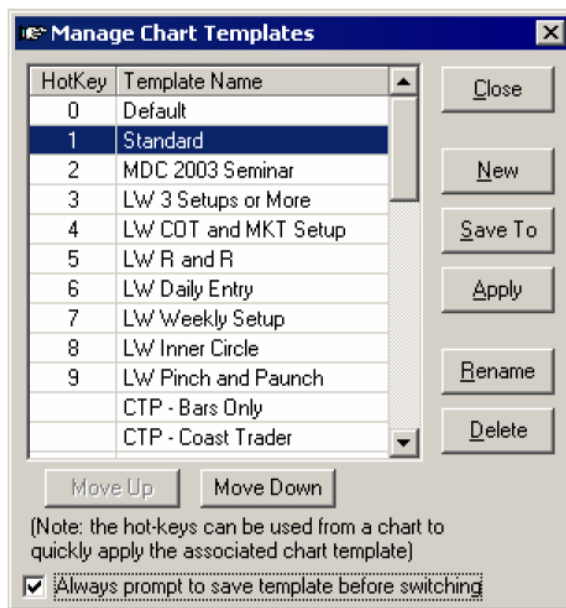 Manage Chart Templates
HotKey Template Name
0 Default
1 Standard
2 MDC 2003 Seminar
3 LW 3 Setups or More
4 LW COT and MKT Setup
5 LW R and R
6 LW Daily Entry
7 LW Weekly Setup
8 LW Inner Circle
9 LW Pinch and Paunch
CTP - Bars Only
CTP - Coast Trader
Close
New
Save To
Apply
Rename
Delete
Move Up Move Down
(Note: the hot-keys can be used from a chart to
quickly apply the associated chart template)
Always prompt to save template before switching